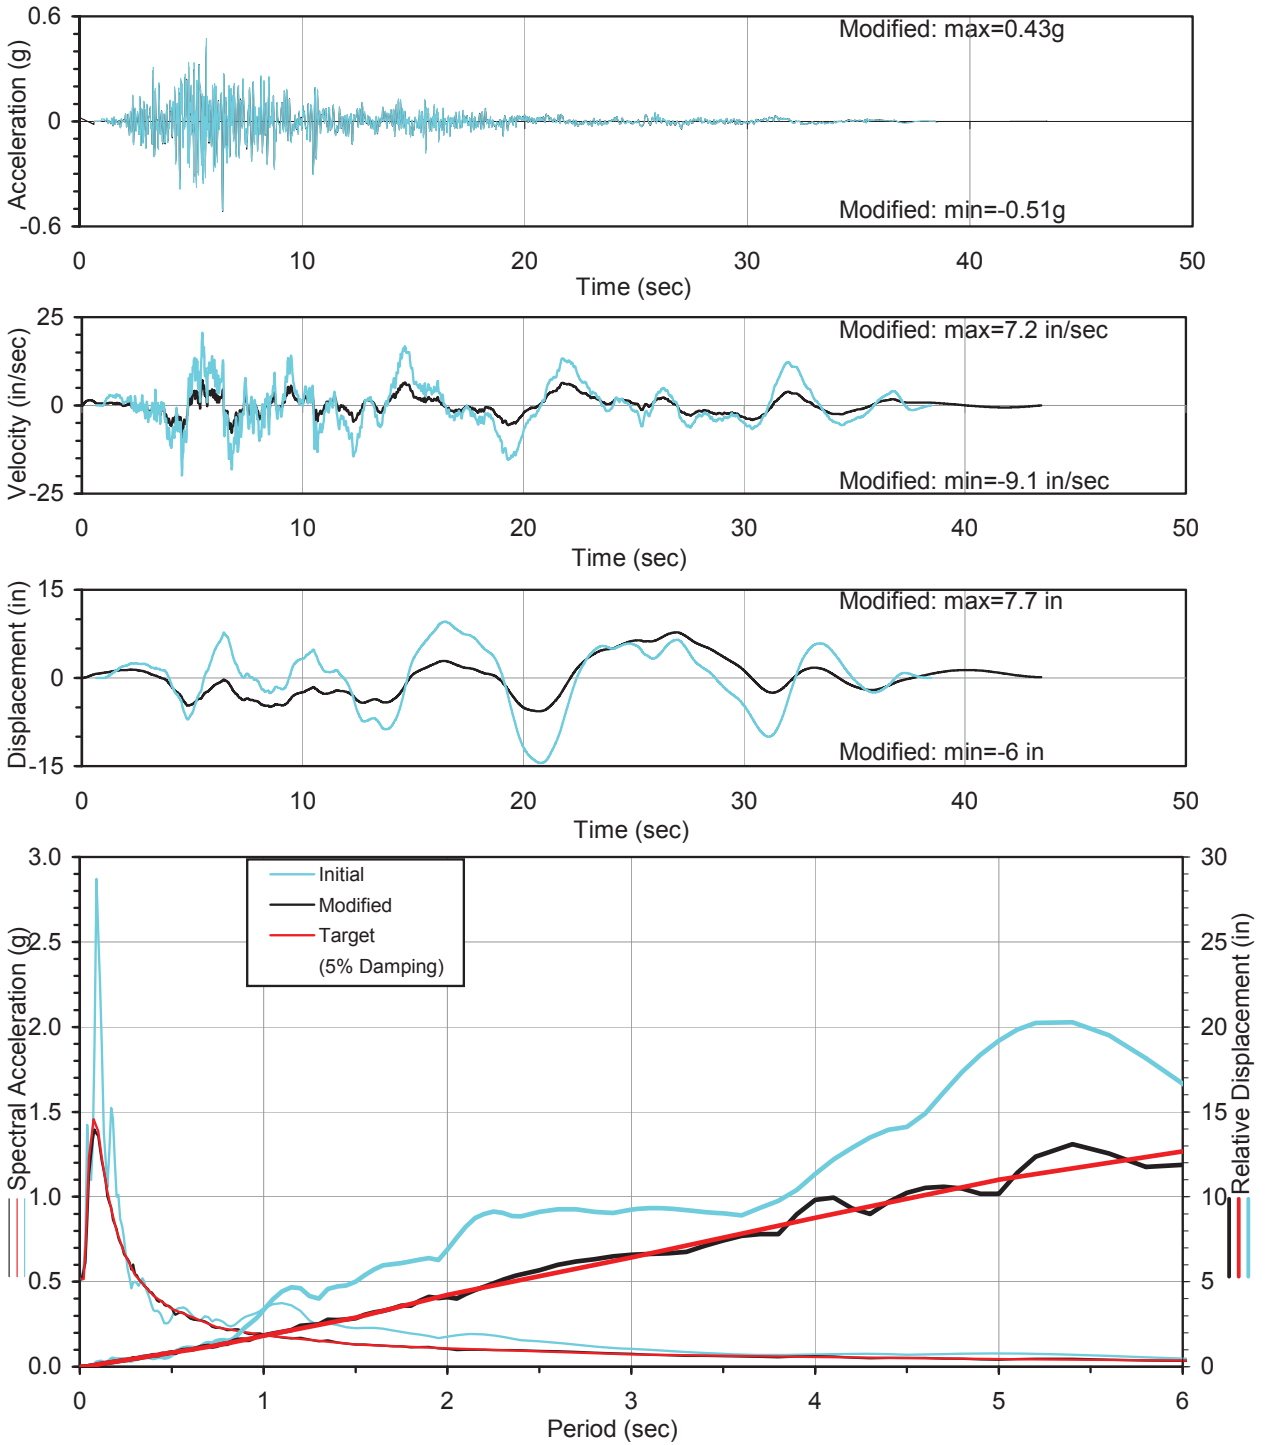 0.6
0
-0.6
Acceleration (g)
Modified: max=0.43g
Modified: min=-0.51g
0 10 20 30 40 50
Time (sec)
25
0
-25
Velocity (in/sec)
Modified: max=7.2 in/sec
Modified: min=-9.1 in/sec
0 10 20 30 40 50
Time (sec)
15
0
-15
Displacement (in)
Modified: max=7.7 in
Modified: min=-6 in
0 10 20 30 40 50
Time (sec)
3.0
2.5
2.0
1.5
1.0
0.5
0.0
Spectral Acceleration (g)
Initial
Modified
Target
(5% Damping)
30
25
20
15
10
5
0
Relative Displacement (in)
0 1 2 3 4 5 6
Period (sec)